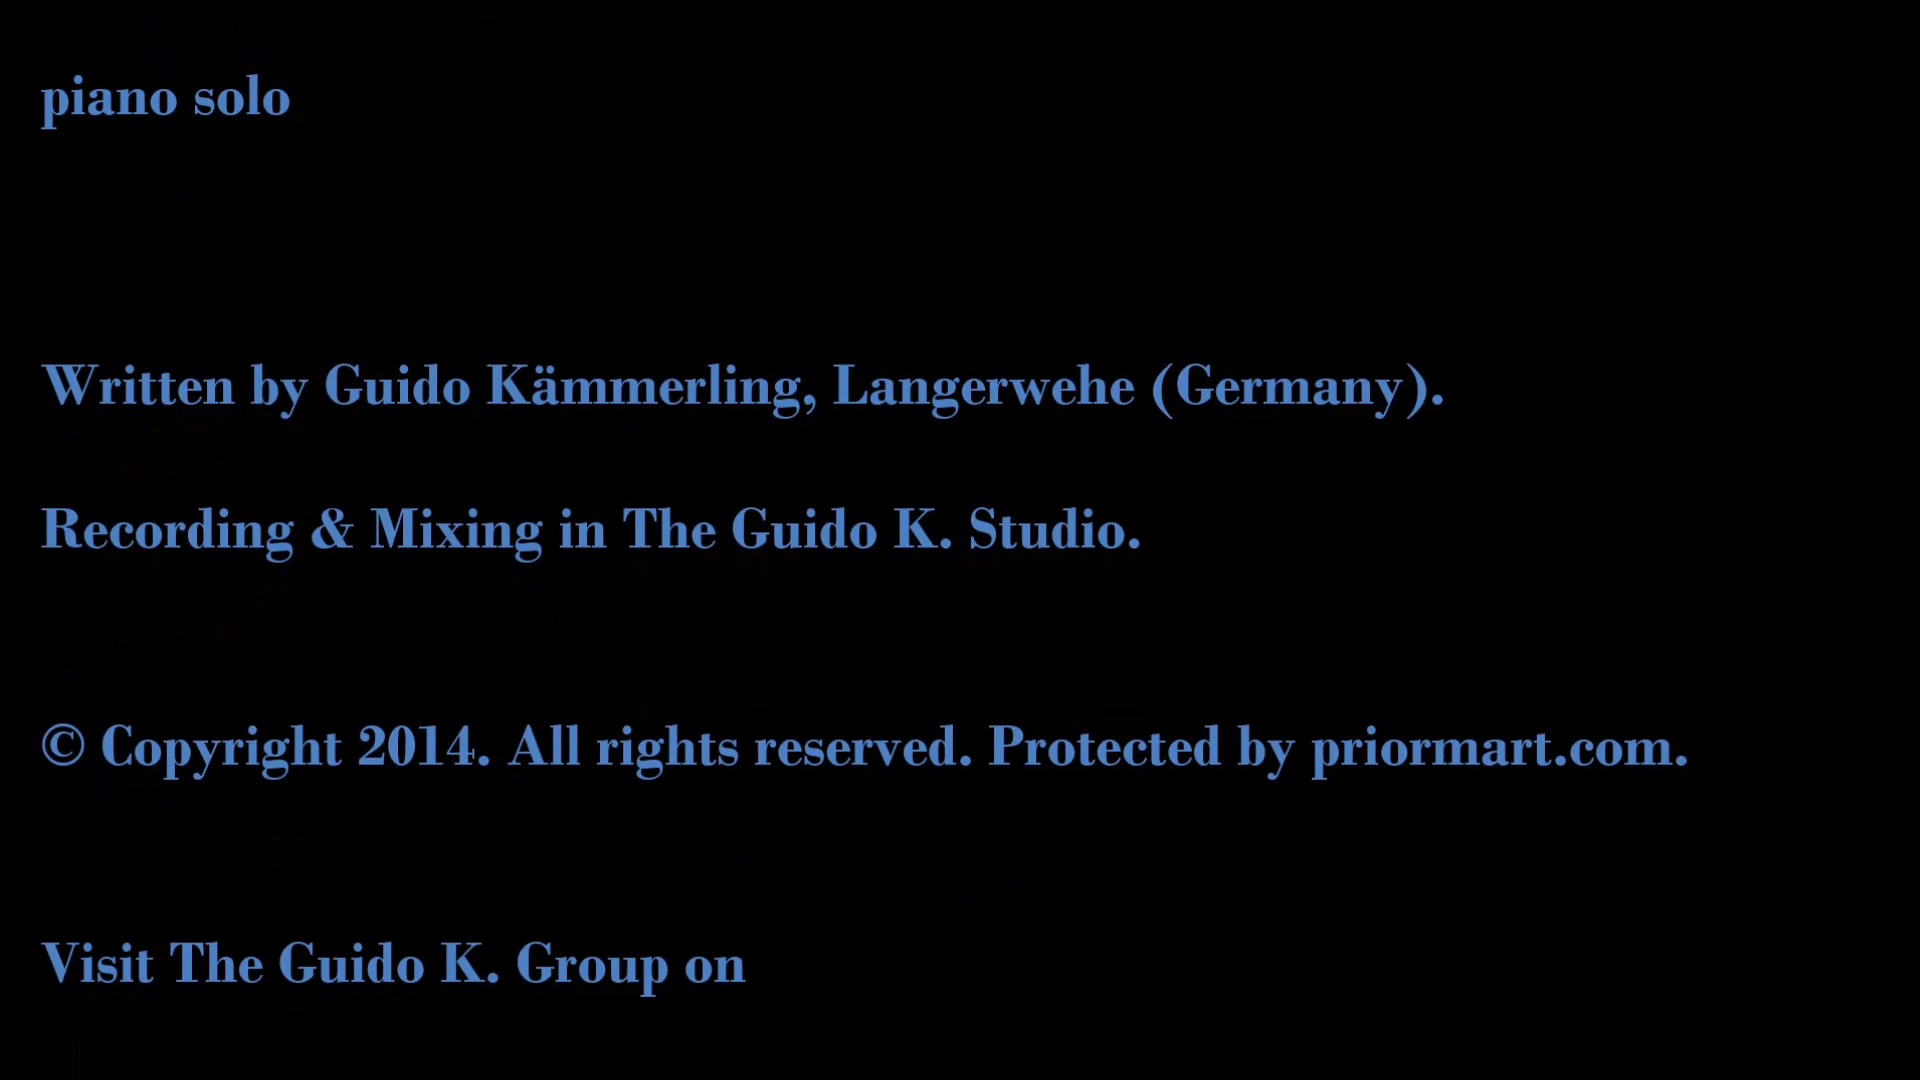 piano solo
Written by Guido Kämmerling, Langerwehe (Germany).
Recording & Mixing in The Guido K. Studio.
© Copyright 2014. All rights reserved. Protected by priormart.com.
Visit The Guido K. Group on